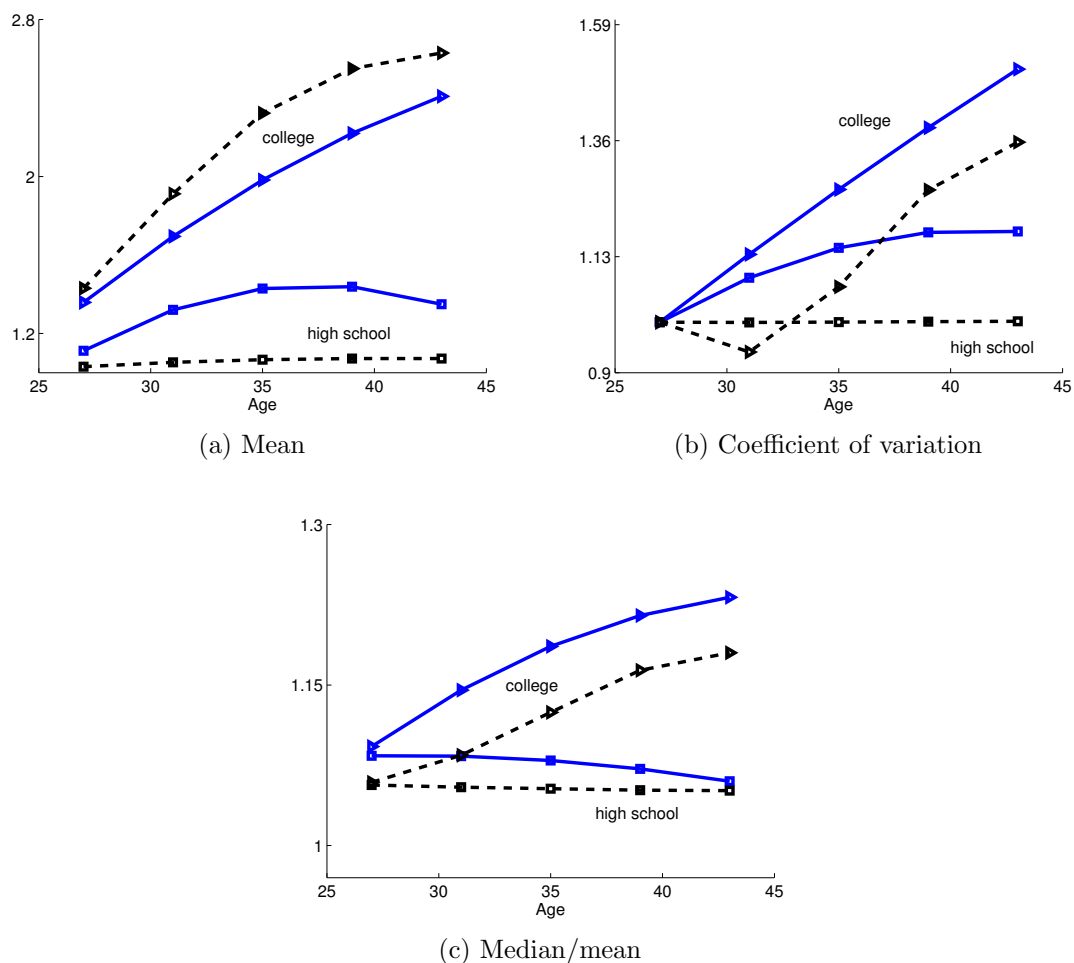 2.8
2
1.2
college
high school
25 30 35 40 45
Age
(a) Mean
1.59
1.36
1.13
0.9
college
high school
25 30 35 40 45
Age
(b) Coefficient of variation
1.3
1.15
1
college
high school
25 30 35 40 45
Age
(c) Median/mean